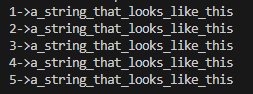 1->a_string_that_looks_like_this
2->a_string_that_looks_like_this
3->a_string_that_looks_like_this
4->a_string_that_looks_like_this
5->a_string_that_looks_like_this